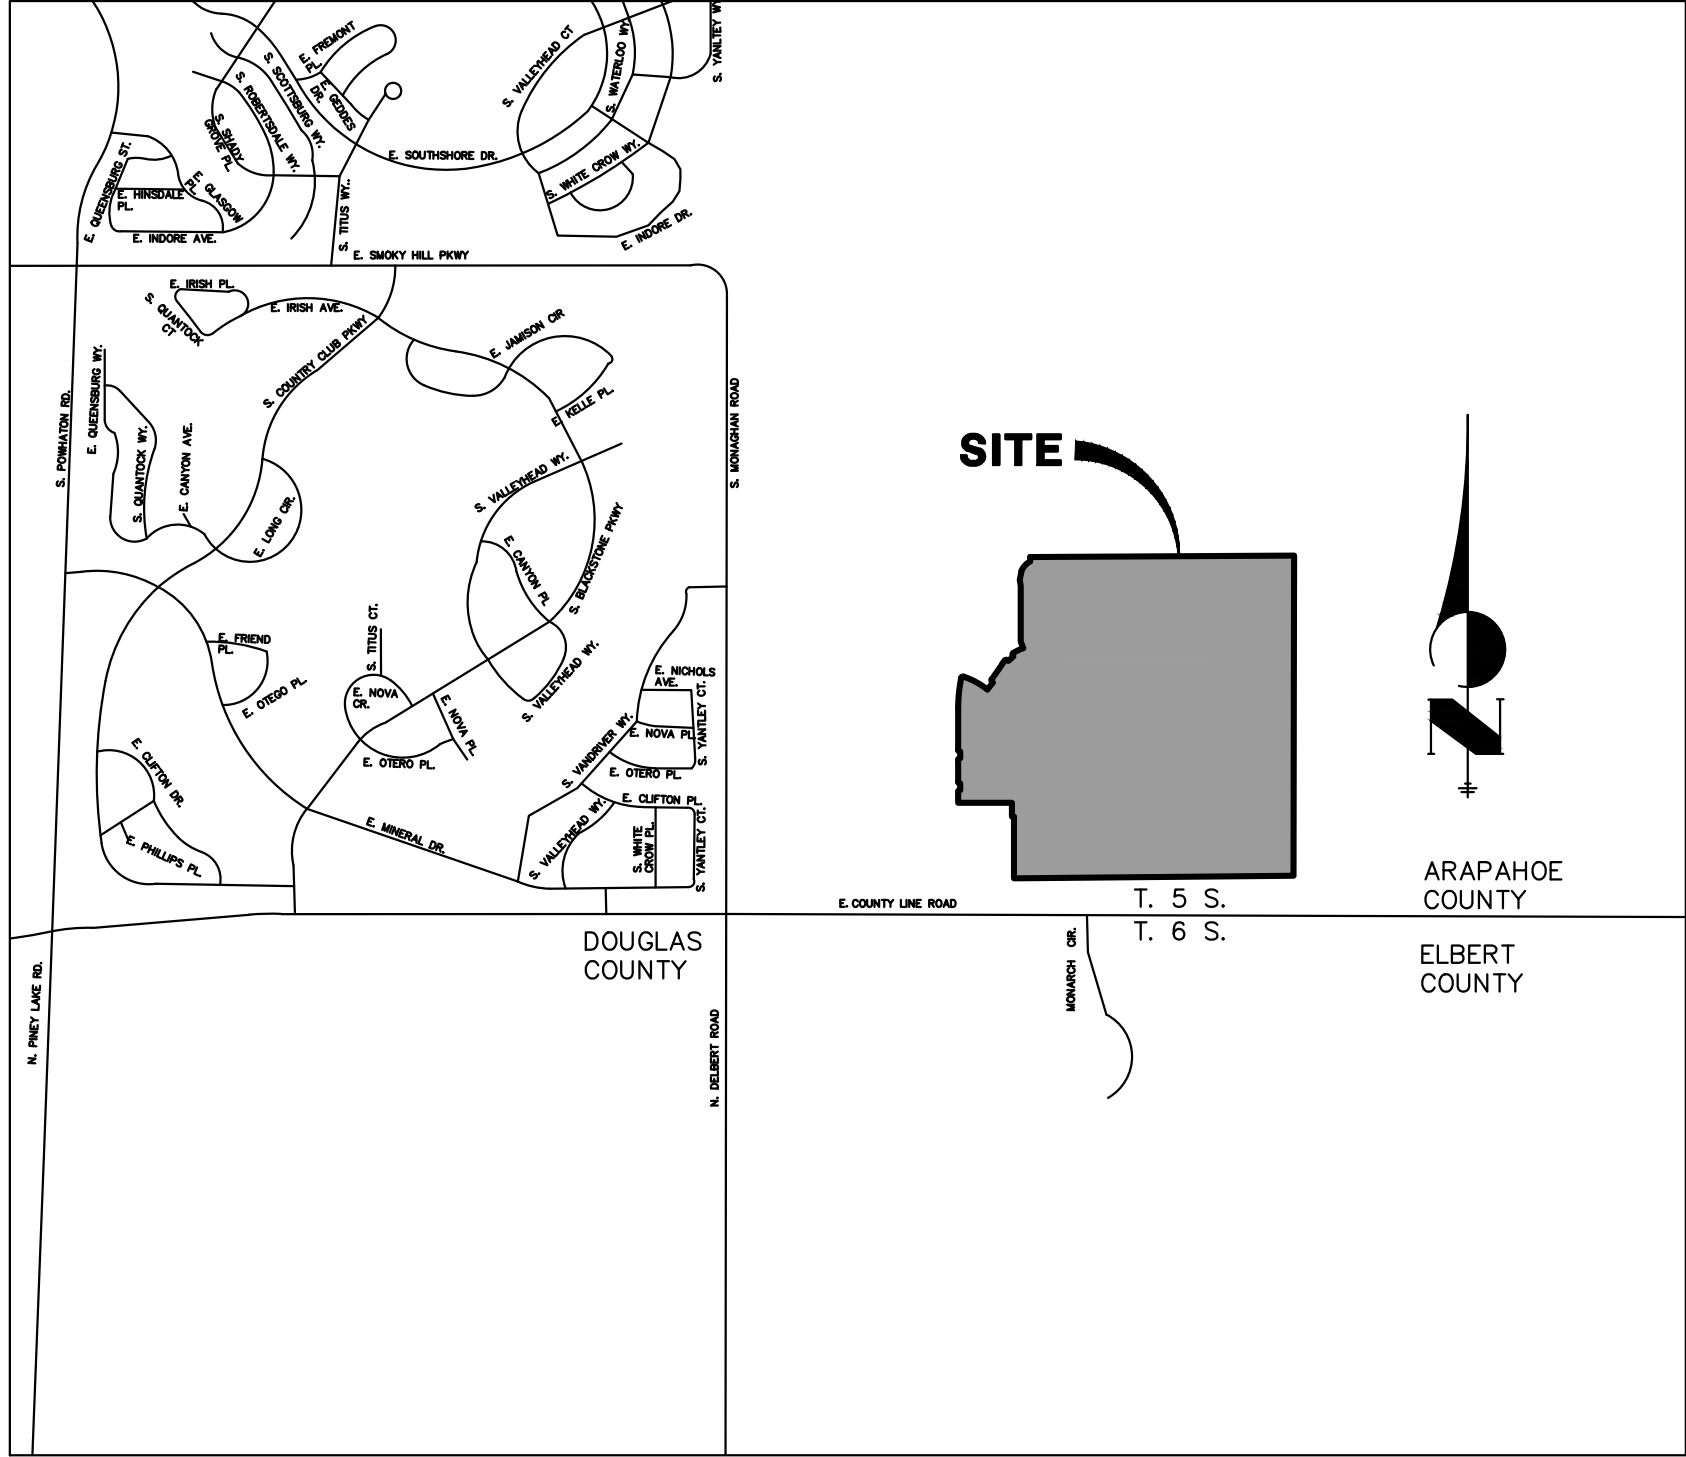 S. YANLTEY WY
E. FREMONT
PL.
S. VALLEYHEAD CT
S. WATERLOO WY.
S. SCOTTSBURG WY.
E. GEDDES
DR.
S. ROBERTSDALE WY.
S. SHADY
GROVE PL.
E. SOUTHSHORE DR.
S. WHITE CROW WY.
E. QUEENSBURG ST.
E. HINSDALE
PL.
E. GLASGOW
PL.
E. INDORE AVE.
S. TITUS WY..
E. INDORE DR.
E. SMOKY HILL PKWY
E. IRISH PL.
S. QUANTOCK
CT
E. IRISH AVE.
S. COUNTRY CLUB PKWY
E. JAMISON CIR
E. KELLE PL.
S. POWHATON RD.
E. QUEENSBURG WY.
S. QUANTOCK WY.
E. CANYON AVE.
E. LONG CIR.
S. VALLEYHEAD WY.
S. MONAGHAN ROAD
SITE
E. CANYON PL
S. BLACKSTONE PKWY
S. TITUS CT.
E. FRIEND
PL.
E. OTEGO PL.
E. NOVA
CR.
E. NOVA PL.
E. OTERO PL.
S. VALLEYHEAD WY.
E. NICHOLS
AVE.
S. YANTLEY CT.
E. NOVA PL.
S. VANDRIVER WY.
E. OTERO PL.
E. CLIFTON DR.
E. CLIFTON PL.
E. PHILLIPS PL.
E. MINERAL DR.
S. VALLEYHEAD WY.
S. WHITE
CROW PL.
S. YANTLEY CT.
N
ARAPAHOE
COUNTY
E. COUNTY LINE ROAD
T. 5 S.
T. 6 S.
DOUGLAS
COUNTY
ELBERT
COUNTY
MONARCH CIR.
N. PINEY LAKE RD.
N. DELBERT ROAD